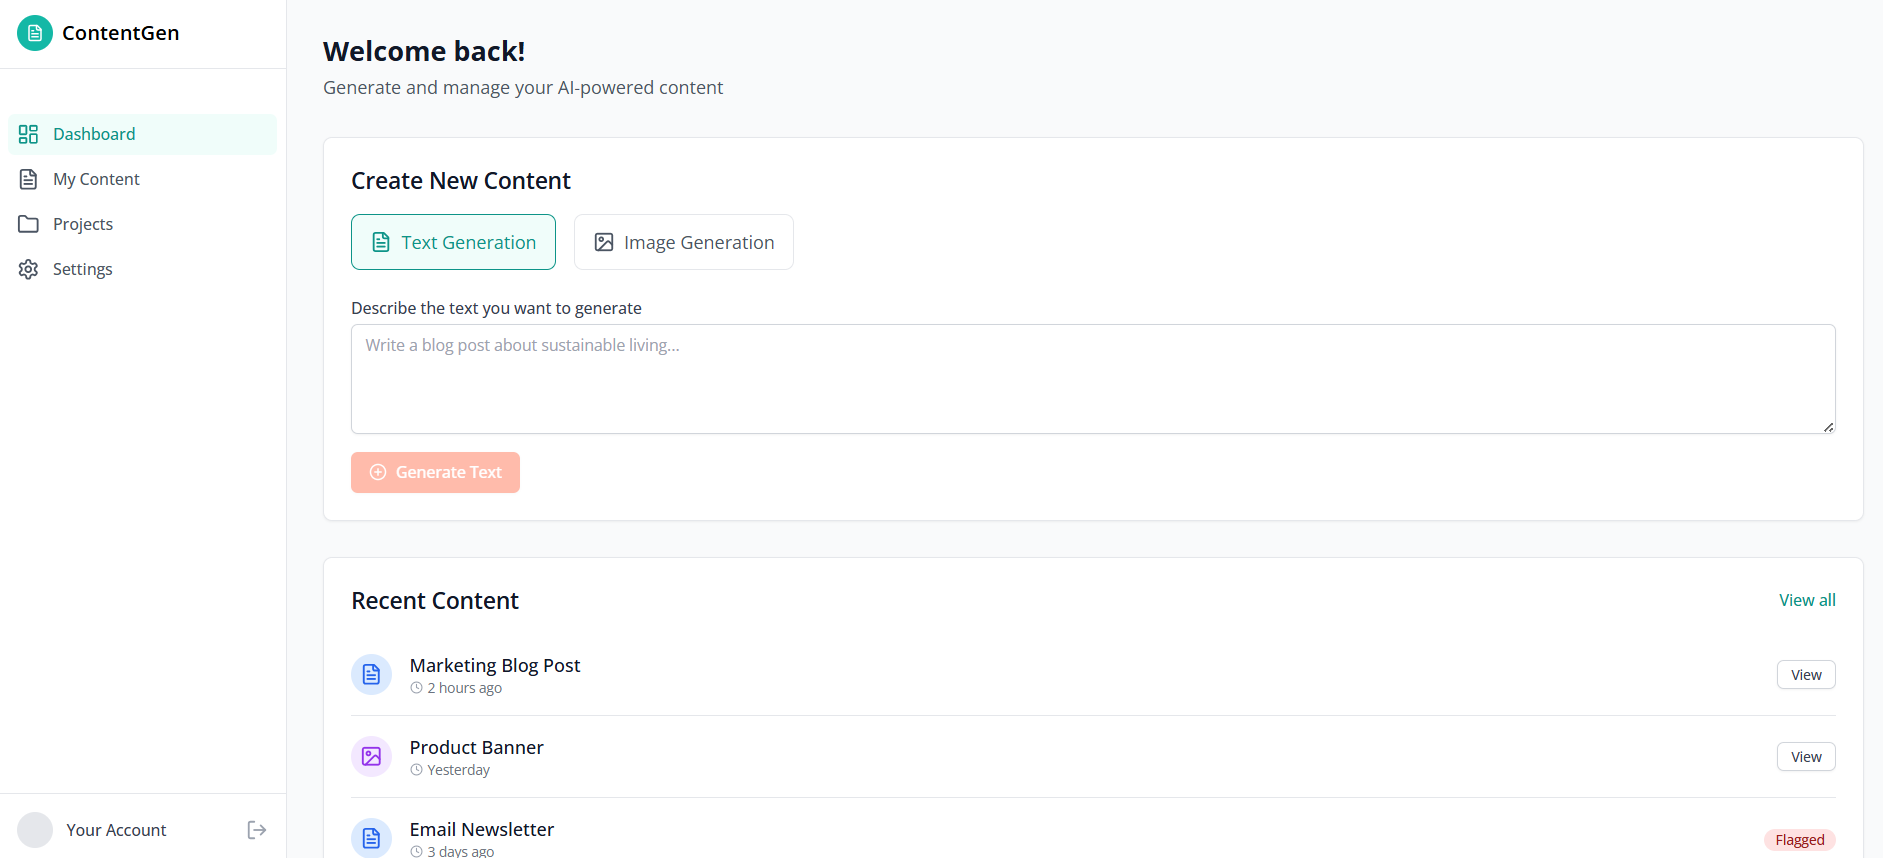 ContentGen
Dashboard
My Content
Projects
Settings
Your Account
Welcome back!
Generate and manage your AI-powered content
Create New Content
Text Generation
Image Generation
Describe the text you want to generate
Write a blog post about sustainable living...
Generate Text
Recent Content
View all
Marketing Blog Post
2 hours ago
View
Product Banner
Yesterday
View
Email Newsletter
3 days ago
Flagged